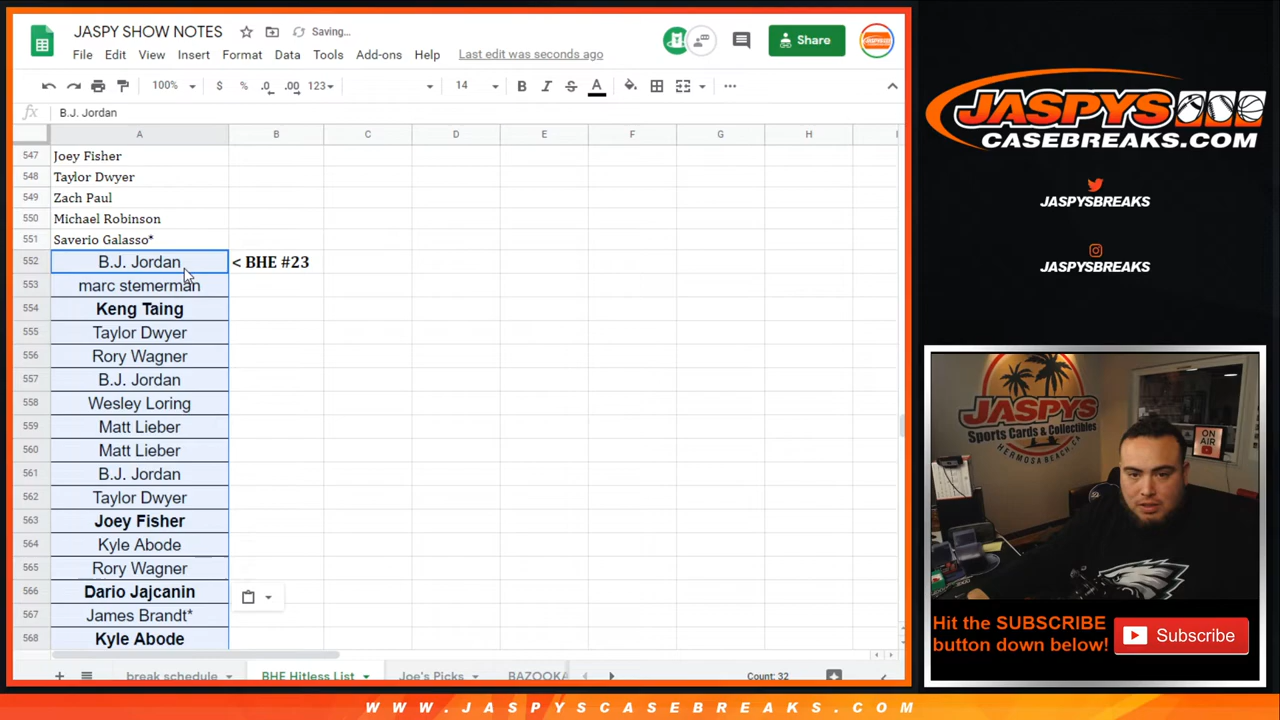 JASPY SHOW NOTES
Saving...
File Edit View Insert Format Data Tools Add-ons Help Last edit was seconds ago
Share
100% $ % .0 .00 123 14 B I S A
fx B.J. Jordan
A B C D E F G H
547 Joey Fisher
548 Taylor Dwyer
549 Zach Paul
550 Michael Robinson
551 Saverio Galasso*
552 B.J. Jordan < BHE #23
553 marc stemerman
554 Keng Taing
555 Taylor Dwyer
556 Rory Wagner
557 B.J. Jordan
558 Wesley Loring
559 Matt Lieber
560 Matt Lieber
561 B.J. Jordan
562 Taylor Dwyer
563 Joey Fisher
564 Kyle Abode
565 Rory Wagner
566 Dario Jajcanin
567 James Brandt*
568 Kyle Abode
break schedule BHE Hitless List Joe's Picks BAZOOKA Count: 32
JASPYS
CASEBREAKS.COM
JASPYSBREAKS
JASPYSBREAKS
JASPYS
Sports Cards & Collectibles
HERMOSA BEACH, CA
ON AIR
Hit the SUBSCRIBE
button down below!
Subscribe
WWW.JASPYSCASEBREAKS.COM